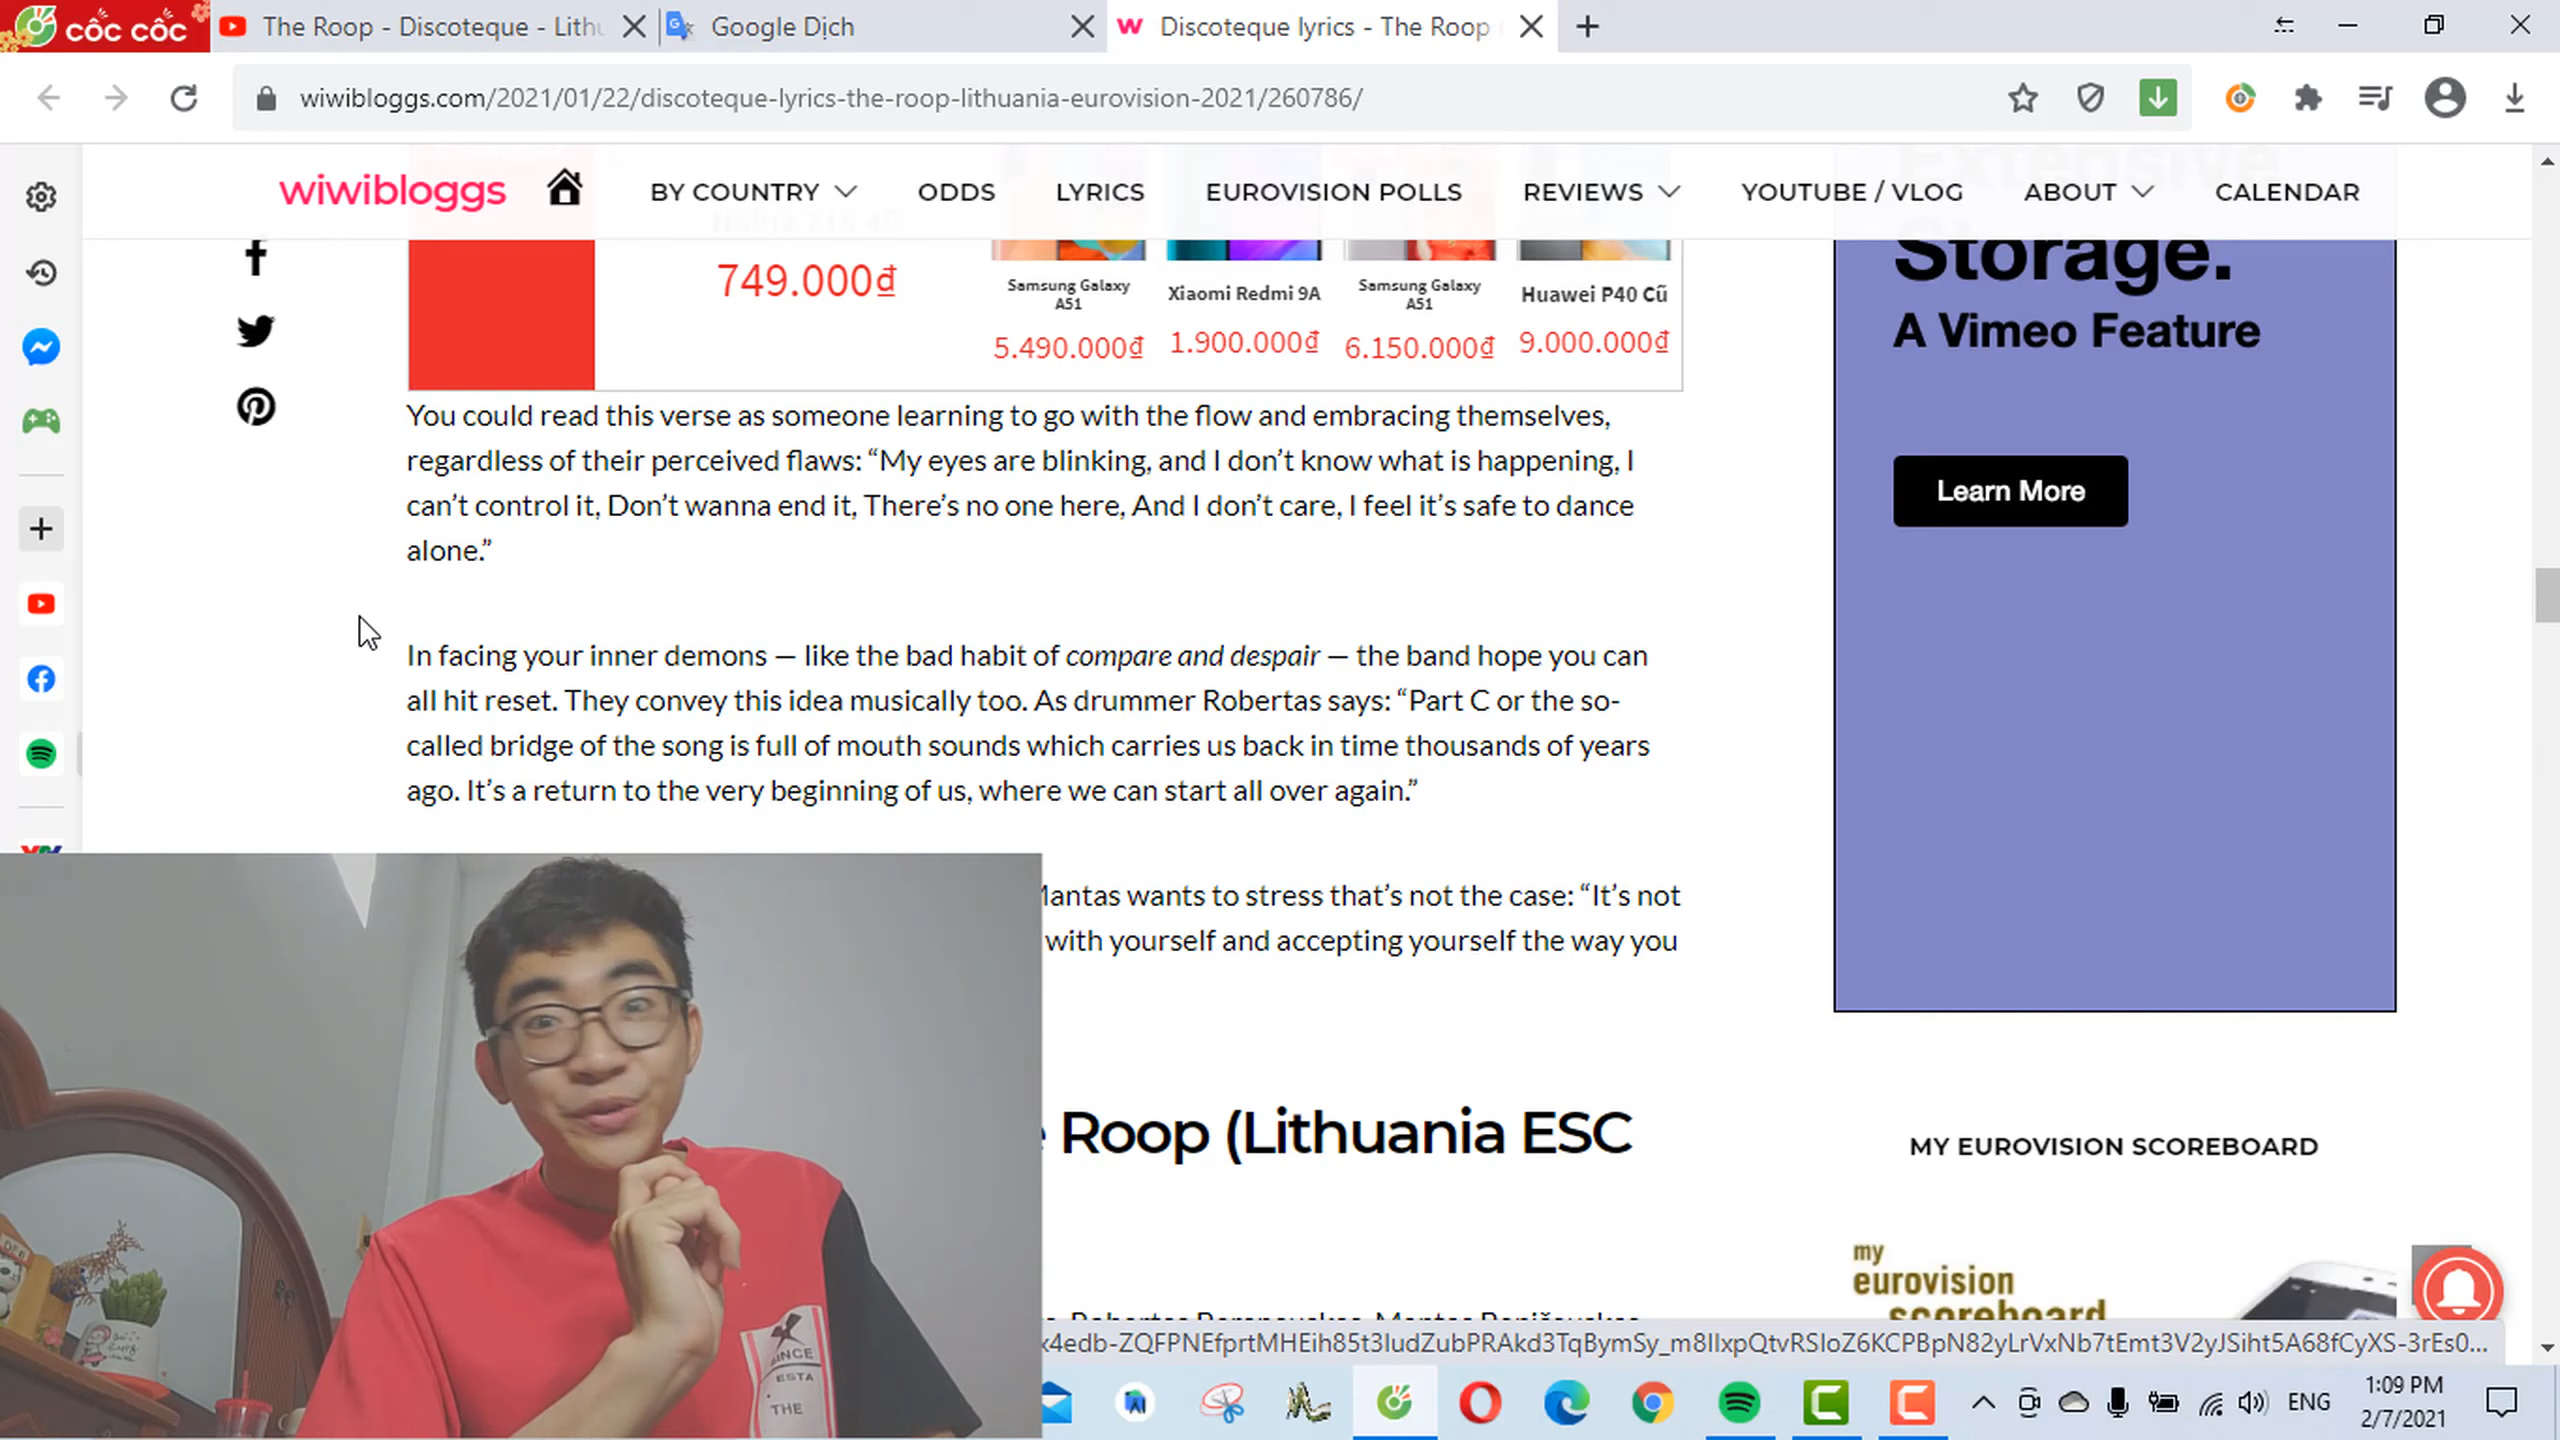 cốc cốc
The Roop - Discoteque - Lith
Google Dịch
Discoteque lyrics - The Roop
wiwibloggs.com/2021/01/22/discoteque-lyrics-the-roop-lithuania-eurovision-2021/260786/
wiwibloggs
BY COUNTRY
ODDS
LYRICS
EUROVISION POLLS
REVIEWS
YOUTUBE / VLOG
ABOUT
CALENDAR
749.000₫
Samsung Galaxy A51
5.490.000₫
Xiaomi Redmi 9A
1.900.000₫
Samsung Galaxy A51
6.150.000₫
Huawei P40 Cũ
9.000.000₫
Extensive
Storage.
A Vimeo Feature
Learn More
You could read this verse as someone learning to go with the flow and embracing themselves,
regardless of their perceived flaws: “My eyes are blinking, and I don’t know what is happening, I
can’t control it, Don’t wanna end it, There’s no one here, And I don’t care, I feel it’s safe to dance
alone.”
In facing your inner demons — like the bad habit of compare and despair — the band hope you can
all hit reset. They convey this idea musically too. As drummer Robertas says: “Part C or the so-
called bridge of the song is full of mouth sounds which carries us back in time thousands of years
ago. It’s a return to the very beginning of us, where we can start all over again.”
Mantas wants to stress that’s not the case: “It’s not
with yourself and accepting yourself the way you
Roop (Lithuania ESC
MY EUROVISION SCOREBOARD
my
eurovision
scoreboard
ESTA
THE
ENG
1:09 PM
2/7/2021